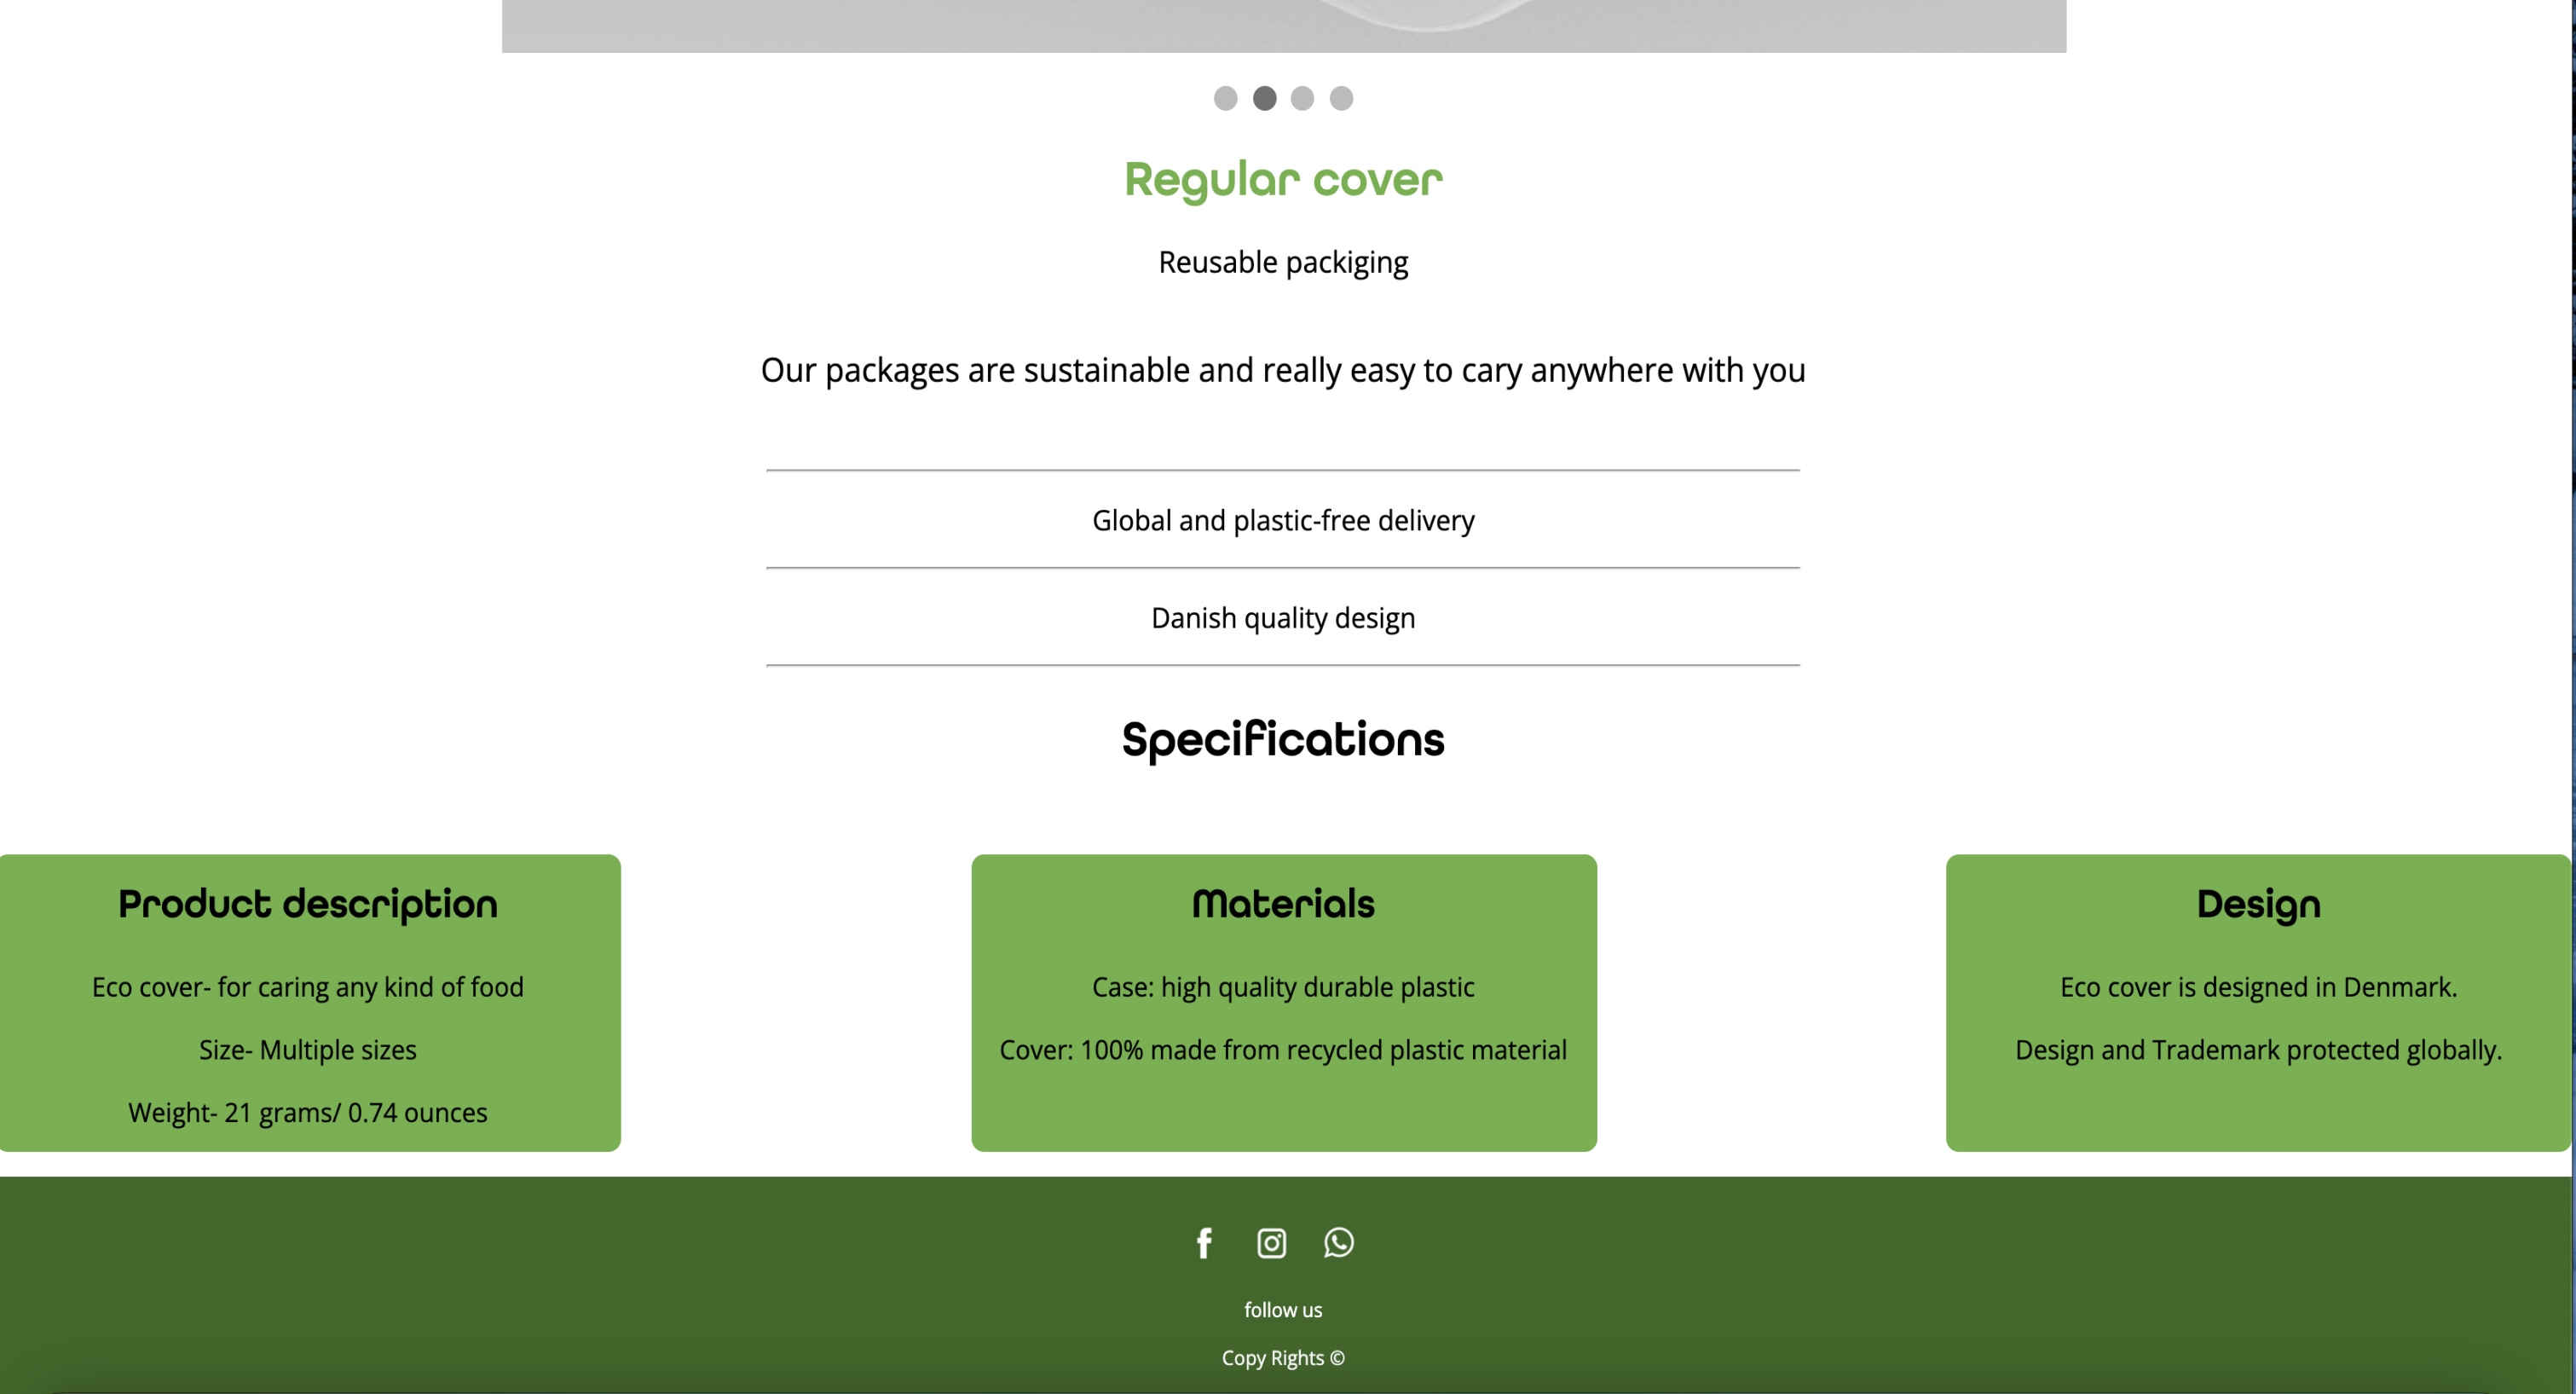 Regular cover
Reusable packiging
Our packages are sustainable and really easy to cary anywhere with you
Global and plastic-free delivery
Danish quality design
Specifications
Product description
Eco cover- for caring any kind of food
Size- Multiple sizes
Weight- 21 grams/ 0.74 ounces
Materials
Case: high quality durable plastic
Cover: 100% made from recycled plastic material
Design
Eco cover is designed in Denmark.
Design and Trademark protected globally.
follow us
Copy Rights ©